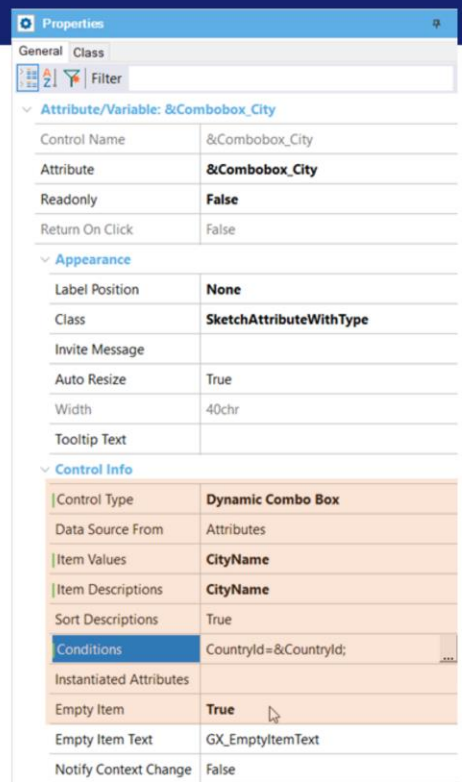 Properties
General Class
Filter
Attribute/Variable: &Combobox_City
Control Name &Combobox_City
Attribute &Combobox_City
Readonly False
Return On Click False
Appearance
Label Position None
Class SketchAttributeWithType
Invite Message
Auto Resize True
Width 40chr
Tooltip Text
Control Info
Control Type Dynamic Combo Box
Data Source From Attributes
Item Values CityName
Item Descriptions CityName
Sort Descriptions True
Conditions CountryId=&CountryId; ...
Instantiated Attributes
Empty Item True
Empty Item Text GX_EmptyItemText
Notify Context Change False